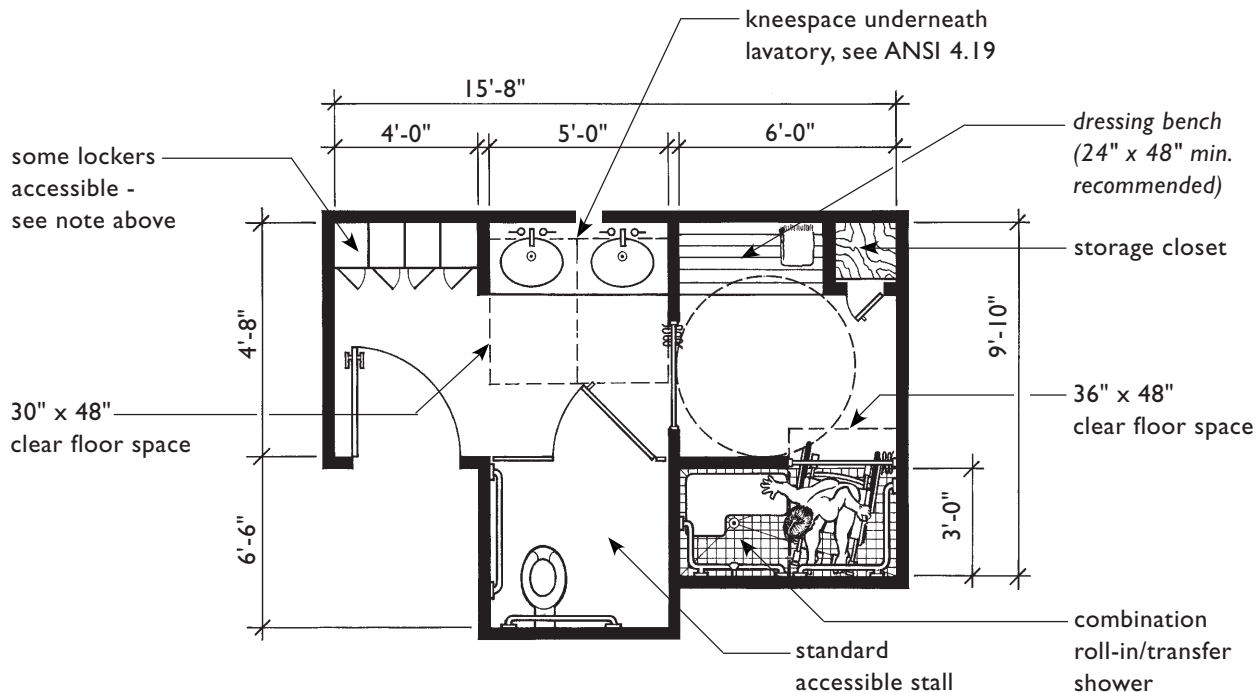 kneespace underneath
lavatory, see ANSI 4.19
15'-8"
4'-0"
5'-0"
6'-0"
some lockers
accessible -
see note above
dressing bench
(24" x 48" min.
recommended)
storage closet
4'-8"
9'-10"
30" x 48"
clear floor space
36" x 48"
clear floor space
6'-6"
3'-0"
standard
accessible stall
combination
roll-in/transfer
shower